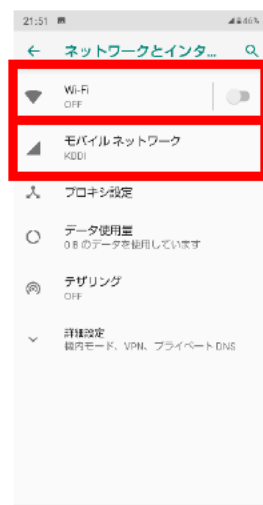 21:51 46%
ネットワークとインタ...
Wi-Fi
OFF
モバイル ネットワーク
KDDI
プロキシ設定
データ使用量
0 B のデータを使用しています
テザリング
OFF
詳細設定
機内モード、VPN、プライベート DNS